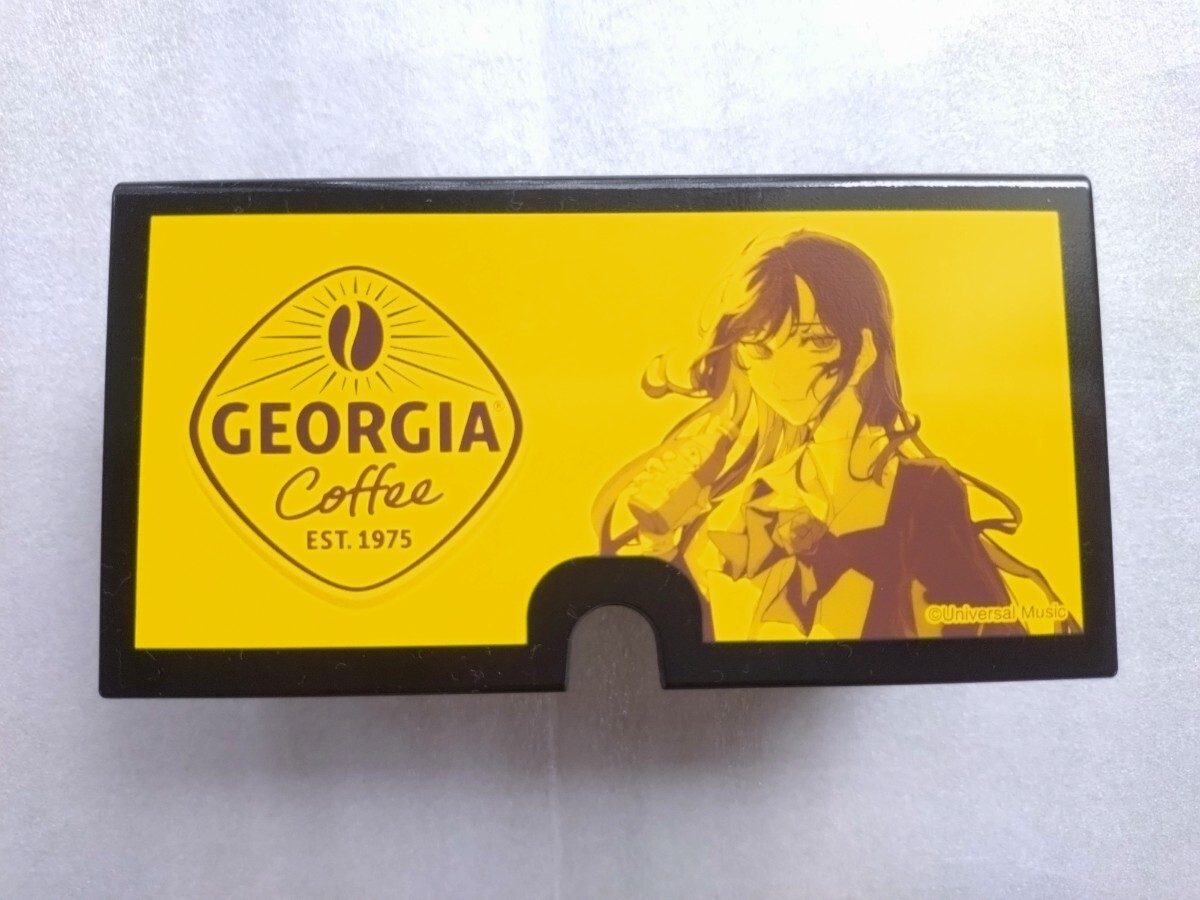 GEORGIA®
Coffee
EST. 1975
©Universal Music